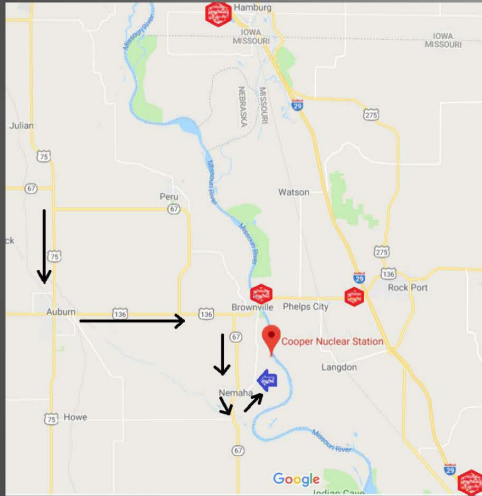 Hamburg
IOWA
MISSOURI
IOWA
MISSOURI
Missouri River
Julian
NEBRASKA
MISSOURI
29
275
75
67
Watson
Peru
67
Missouri River
275
75
136
29
Rock Port
Auburn
136
136
Brownville
Phelps City
67
Cooper Nuclear Station
Langdon
Nemaha
Howe
75
67
Missouri River
Google
29
Indian Cave